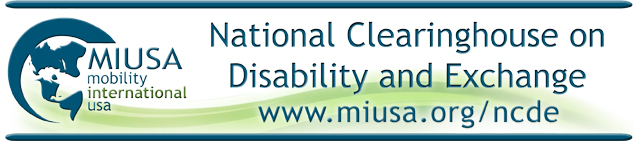 MIUSA
mobility
international
usa
National Clearinghouse on
Disability and Exchange
www.miusa.org/ncde